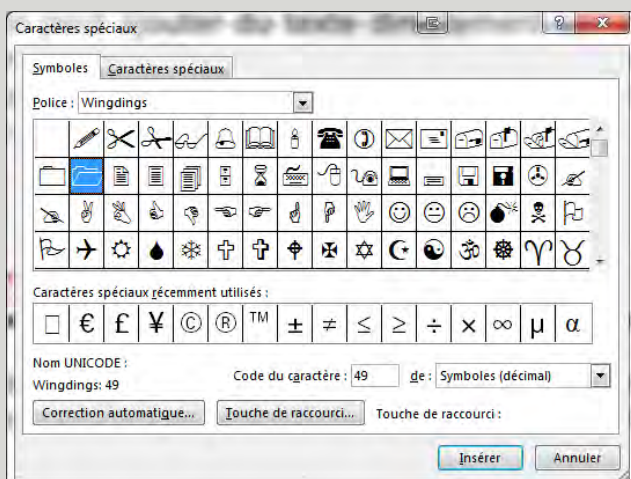 Caractères spéciaux
Symboles Caractères spéciaux
Police : Wingdings
Caractères spéciaux récemment utilisés :
€ £ ¥ © ® ™ ± ≠ ≤ ≥ ÷ × ∞ µ α
Nom UNICODE :
Wingdings: 49
Code du caractère : 49 de : Symboles (décimal)
Correction automatique... Touche de raccourci... Touche de raccourci :
Insérer Annuler